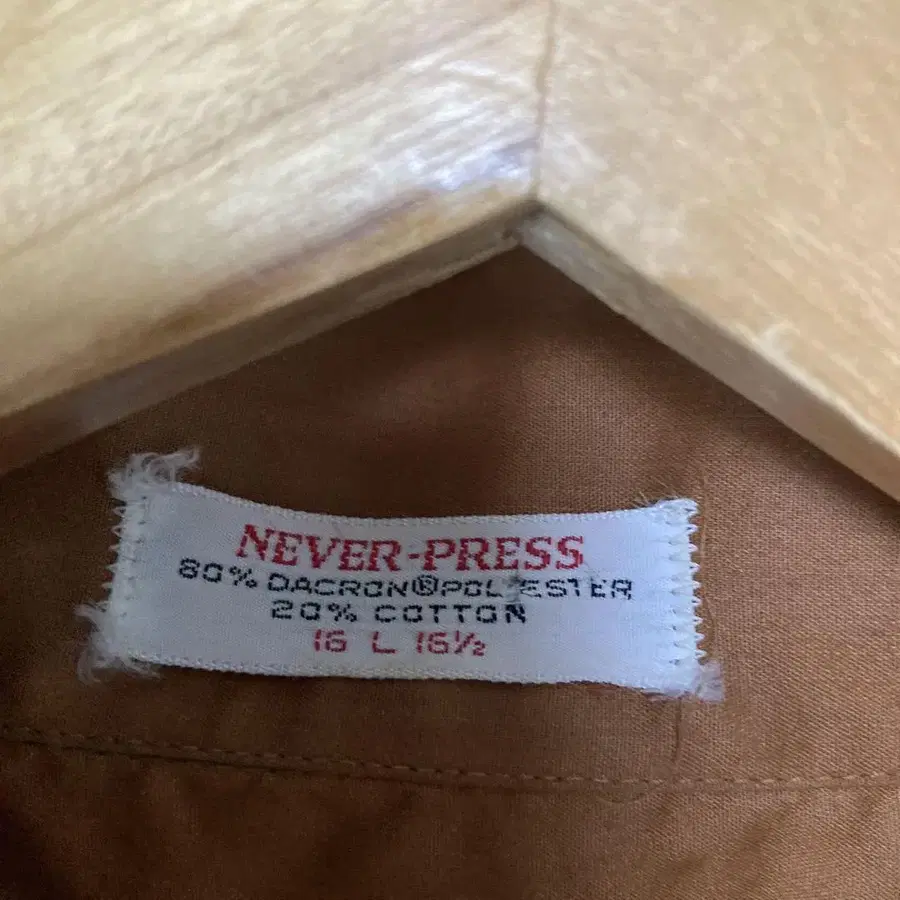 NEVER-PRESS
80% DACRON® POLYESTER
20% COTTON
16 L 16½